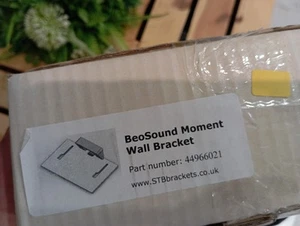 BeoSound Moment
Wall Bracket
Part number: 44966021
www.STBbrackets.co.uk